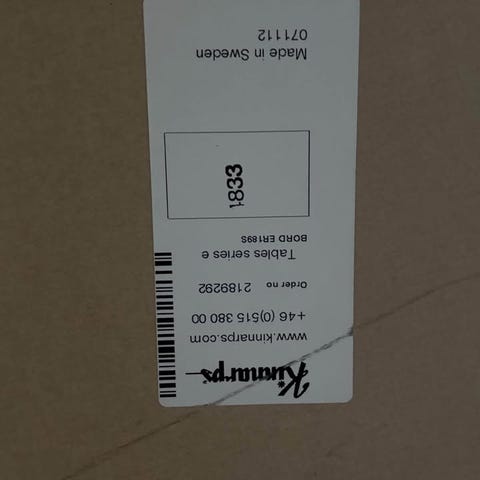 Kinnarps
www.kinnarps.com
+46 (0)515 380 00
Order no 2189292
Tables series e
BORD ER189S
1833
Made in Sweden
071112